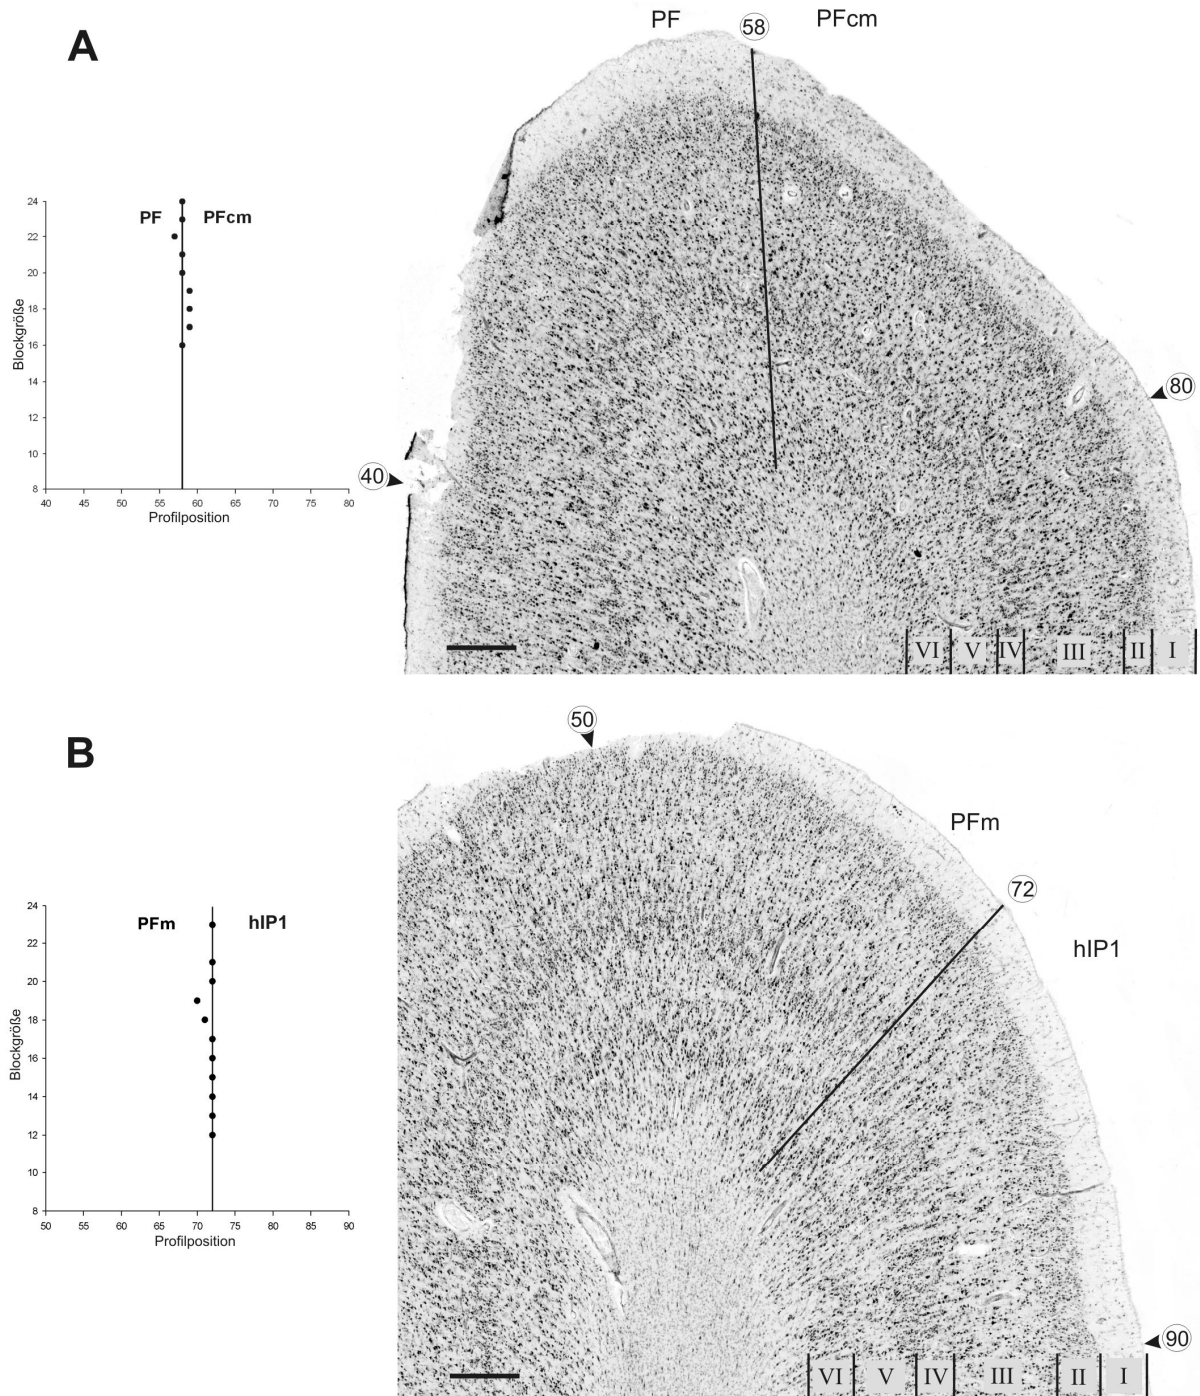 A
PF
58
PFcm
24
22
20
18
16
14
12
10
8
PF
PFcm
Blockgröße
40
45
50
55
60
65
70
75
80
Profilposition
40
80
VI
V
IV
III
II
I
B
50
PFm
72
hIP1
24
22
20
18
16
14
12
10
8
PFm
hIP1
Blockgröße
50
55
60
65
70
75
80
85
90
Profilposition
90
VI
V
IV
III
II
I